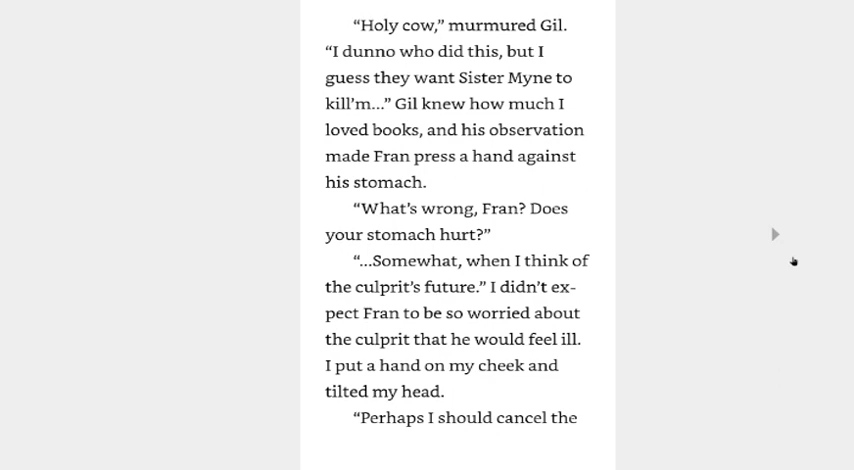 “Holy cow,” murmured Gil.
“I dunno who did this, but I
guess they want Sister Myne to
kill’m...” Gil knew how much I
loved books, and his observation
made Fran press a hand against
his stomach.
“What’s wrong, Fran? Does
your stomach hurt?”
“...Somewhat, when I think of
the culprit’s future.” I didn’t ex-
pect Fran to be so worried about
the culprit that he would feel ill.
I put a hand on my cheek and
tilted my head.
“Perhaps I should cancel the